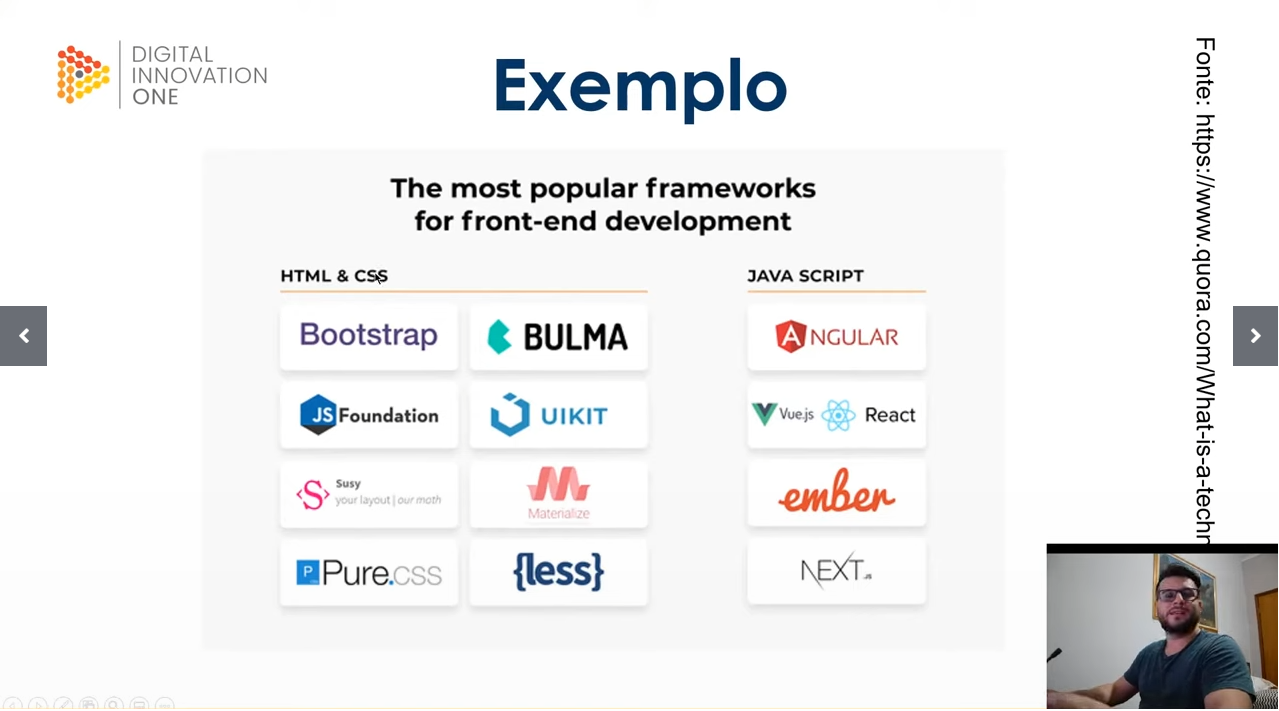 DIGITAL
INNOVATION
ONE
Exemplo
The most popular frameworks
for front-end development
HTML & CSS
JAVA SCRIPT
Bootstrap
BULMA
ANGULAR
JS Foundation
UIKIT
Vue.js React
Susy
your layout | our math
Materialize
ember
P Pure.css
{less}
NEXT.JS
Fonte: https://www.quora.com/What-is-a-techn